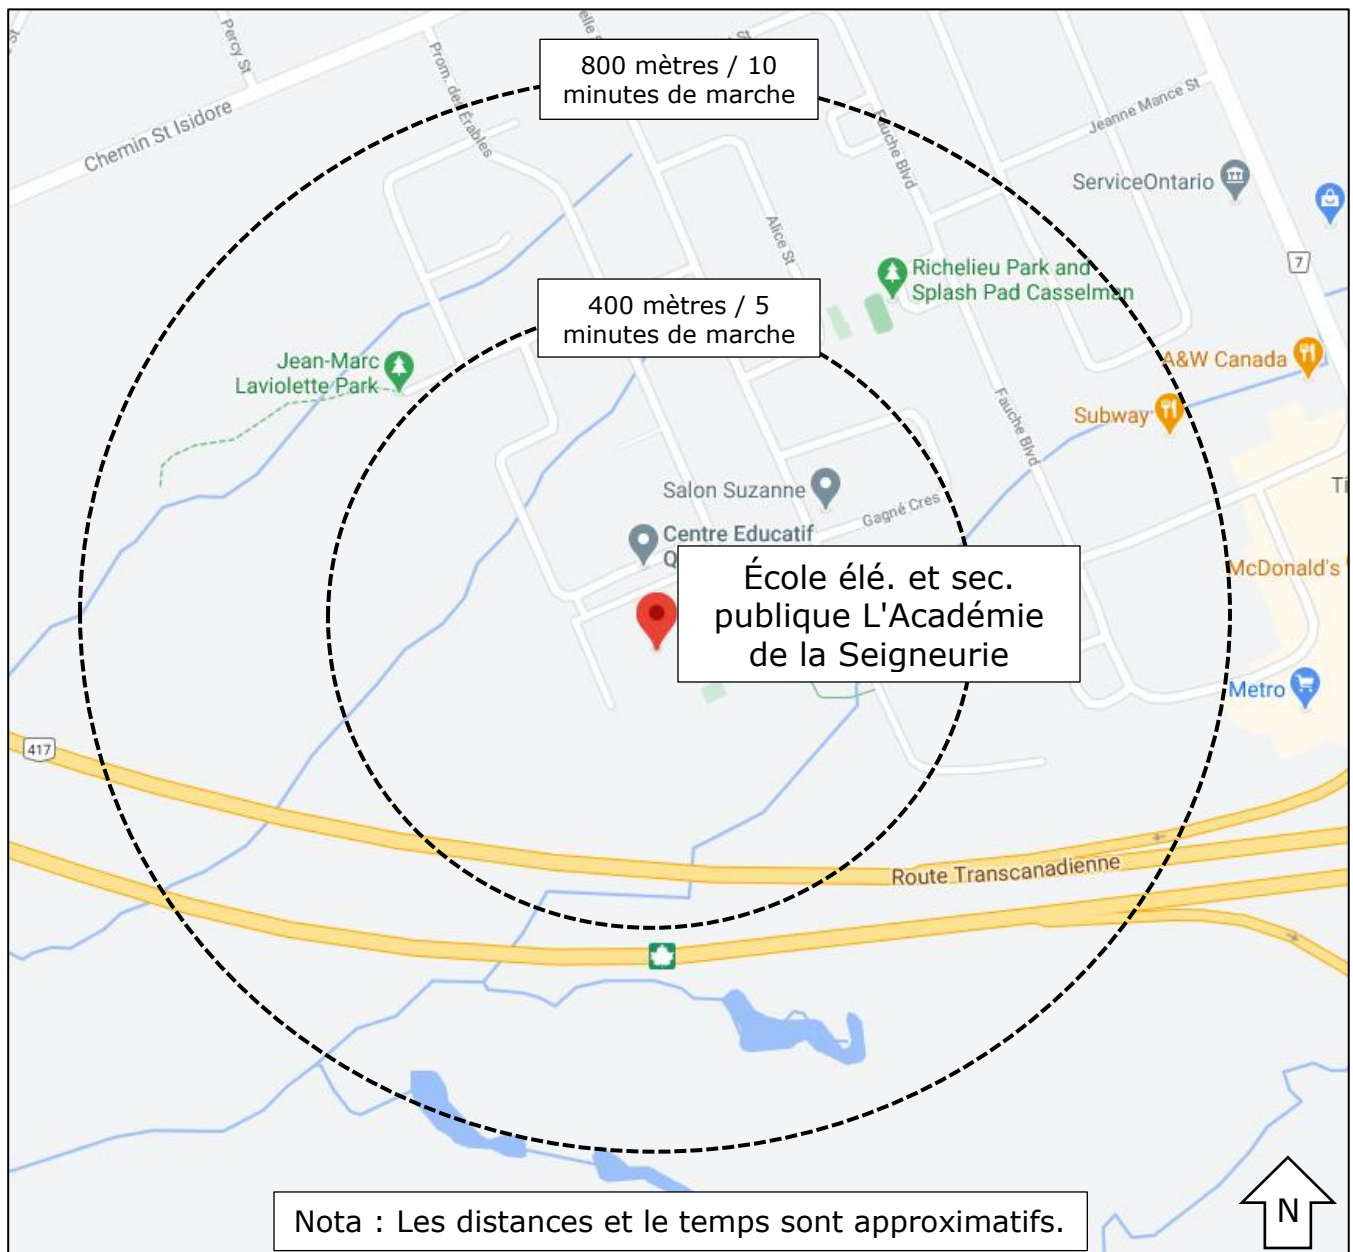 Percy St
Chemin St Isidore
Prom. des Érables
800 mètres / 10
minutes de marche
Fauche Blvd
Jeanne Mance St
ServiceOntario
7
Alice St
Richelieu Park and
Splash Pad Casselman
400 mètres / 5
minutes de marche
Jean-Marc
Laviolette Park
A&W Canada
Subway
Fauche Blvd
Salon Suzanne
Gagné Cres
Centre Educatif
École élé. et sec.
publique L'Académie
de la Seigneurie
McDonald's
Metro
417
Route Transcanadienne
Nota : Les distances et le temps sont approximatifs.
N